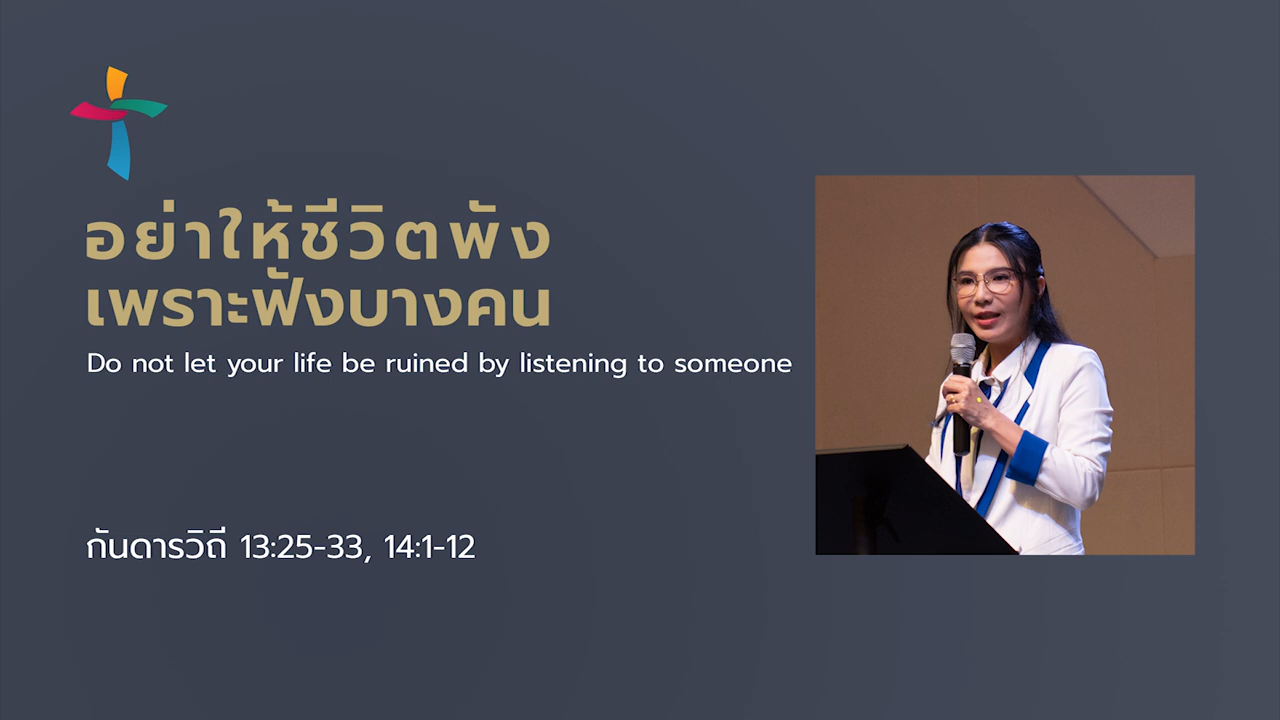 อย่าให้ชีวิตพัง
เพราะฟังบางคน
Do not let your life be ruined by listening to someone
กันดารวิถี 13:25-33, 14:1-12